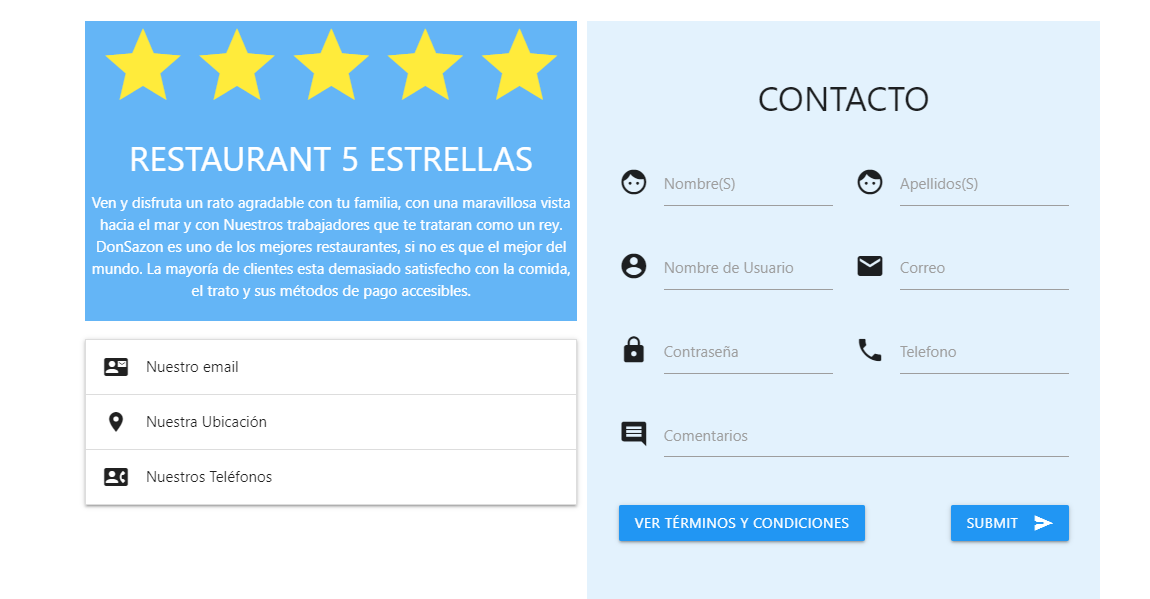 RESTAURANT 5 ESTRELLAS
Ven y disfruta un rato agradable con tu familia, con una maravillosa vista
hacia el mar y con Nuestros trabajadores que te trataran como un rey.
DonSazon es uno de los mejores restaurantes, si no es que el mejor del
mundo. La mayoría de clientes esta demasiado satisfecho con la comida,
el trato y sus métodos de pago accesibles.
Nuestro email
Nuestra Ubicación
Nuestros Teléfonos
CONTACTO
Nombre(S)
Apellidos(S)
Nombre de Usuario
Correo
Contraseña
Telefono
Comentarios
VER TÉRMINOS Y CONDICIONES
SUBMIT